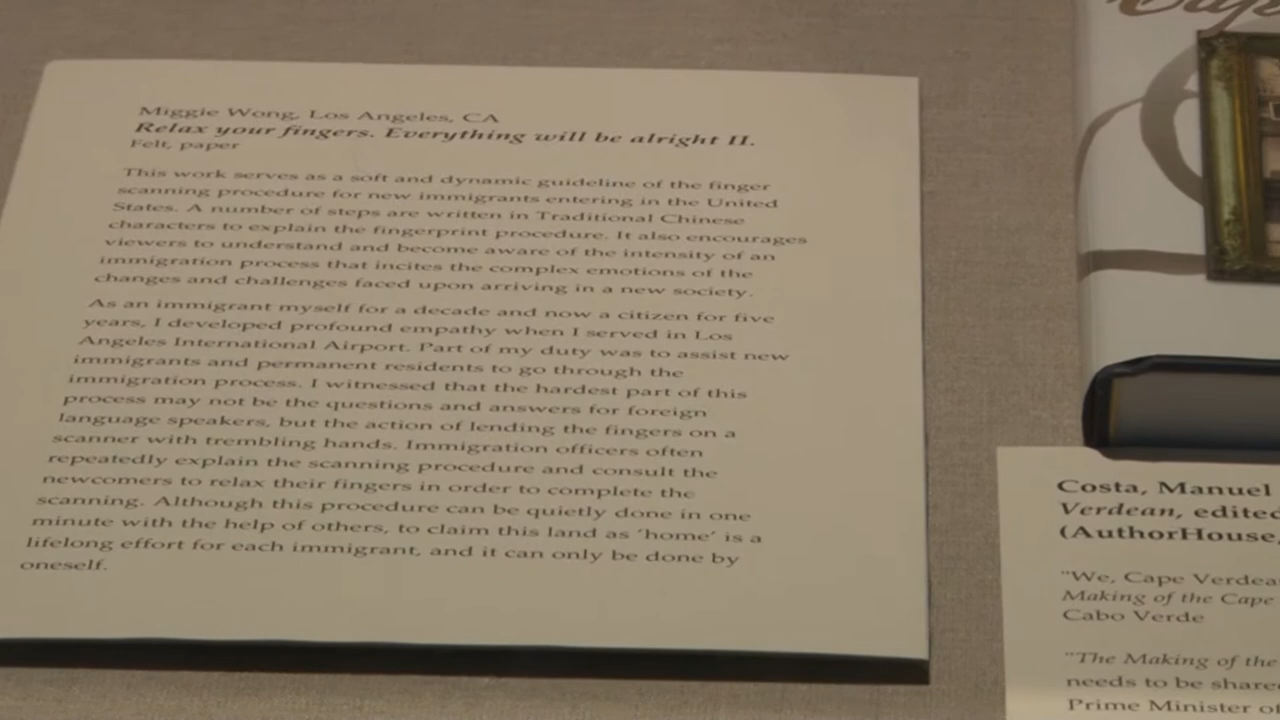 Miggie Wong, Los Angeles, CA
Relax your fingers. Everything will be alright II.
Felt, paper
This work serves as a soft and dynamic guideline of the finger
scanning procedure for new immigrants entering in the United
States. A number of steps are written in Traditional Chinese
characters to explain the fingerprint procedure. It also encourages
viewers to understand and become aware of the intensity of an
immigration process that incites the complex emotions of the
changes and challenges faced upon arriving in a new society.
As an immigrant myself for a decade and now a citizen for five
years, I developed profound empathy when I served in Los
Angeles International Airport. Part of my duty was to assist new
immigrants and permanent residents to go through the
immigration process. I witnessed that the hardest part of this
process may not be the questions and answers for foreign
language speakers, but the action of lending the fingers on a
scanner with trembling hands. Immigration officers often
repeatedly explain the scanning procedure and consult the
newcomers to relax their fingers in order to complete the
scanning. Although this procedure can be quietly done in one
minute with the help of others, to claim this land as ‘home’ is a
lifelong effort for each immigrant, and it can only be done by
oneself.
Costa, Manuel
Verdean, edited
(AuthorHouse,
"We, Cape Verdea
Making of the Cape
Cabo Verde
"The Making of the
needs to be share
Prime Minister of